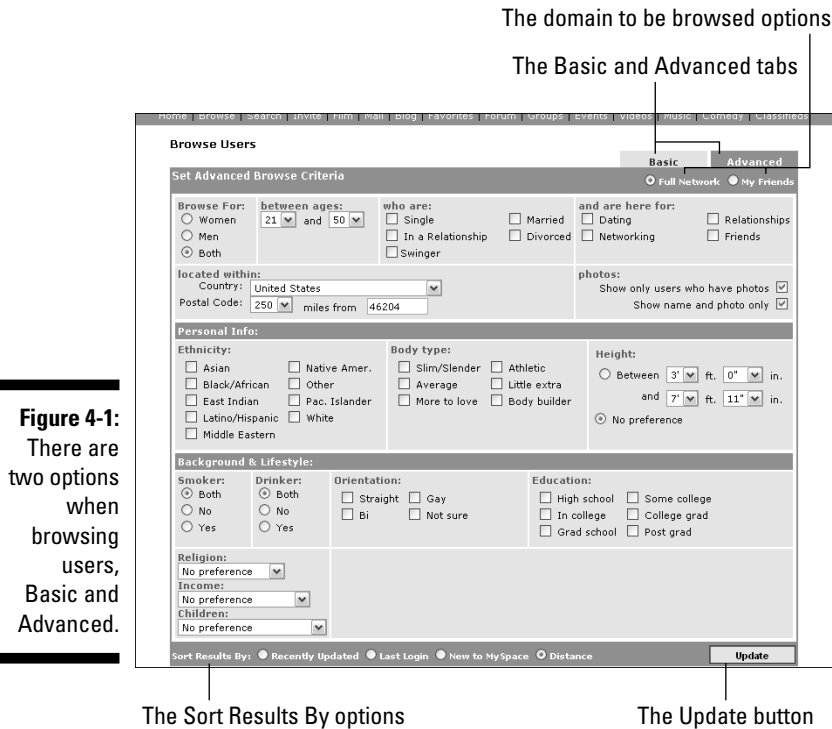 The domain to be browsed options
The Basic and Advanced tabs
Home | Browse | Search | Invite | Film | Mail | Blog | Favorites | Forum | Groups | Events | Videos | Music | Comedy | Classifieds
Browse Users
Basic Advanced
Set Advanced Browse Criteria Full Network My Friends
Browse For: between ages: who are: and are here for:
Women 21 and 50 Single Married Dating Relationships
Men In a Relationship Divorced Networking Friends
Both Swinger
located within: photos:
Country: United States Show only users who have photos
Postal Code: 250 miles from 46204 Show name and photo only
Personal Info:
Ethnicity: Body type: Height:
Asian Native Amer. Slim/Slender Athletic Between 3' ft. 0" in.
Black/African Other Average Little extra and 7' ft. 11" in.
East Indian Pac. Islander More to love Body builder No preference
Latino/Hispanic White
Middle Eastern
Background & Lifestyle:
Smoker: Drinker: Orientation: Education:
Both Both Straight Gay High school Some college
No No Bi Not sure In college College grad
Yes Yes Grad school Post grad
Religion:
No preference
Income:
No preference
Children:
No preference
Sort Results By: Recently Updated Last Login New to MySpace Distance Update
Figure 4-1:
There are
two options
when
browsing
users,
Basic and
Advanced.
The Sort Results By options The Update button